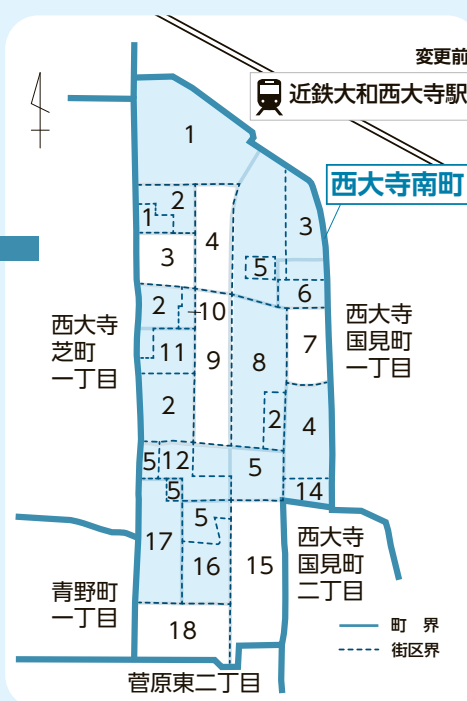 変更前
近鉄大和西大寺駅
西大寺南町
1
2
1
3
4
3
5
6
2
10
7
11
9
8
2
2
4
5
12
5
5
14
5
17
16
15
18
西大寺
芝町
一丁目
西大寺
国見町
一丁目
西大寺
国見町
二丁目
青野町
一丁目
菅原東二丁目
町 界
街区界